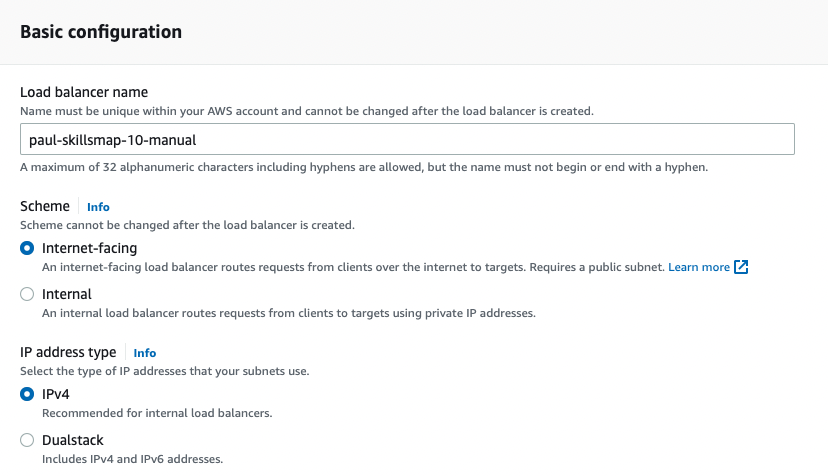 Basic configuration
Load balancer name
Name must be unique within your AWS account and cannot be changed after the load balancer is created.
paul-skillsmap-10-manual
A maximum of 32 alphanumeric characters including hyphens are allowed, but the name must not begin or end with a hyphen.
Scheme Info
Scheme cannot be changed after the load balancer is created.
Internet-facing
An internet-facing load balancer routes requests from clients over the internet to targets. Requires a public subnet. Learn more
Internal
An internal load balancer routes requests from clients to targets using private IP addresses.
IP address type Info
Select the type of IP addresses that your subnets use.
IPv4
Recommended for internal load balancers.
Dualstack
Includes IPv4 and IPv6 addresses.